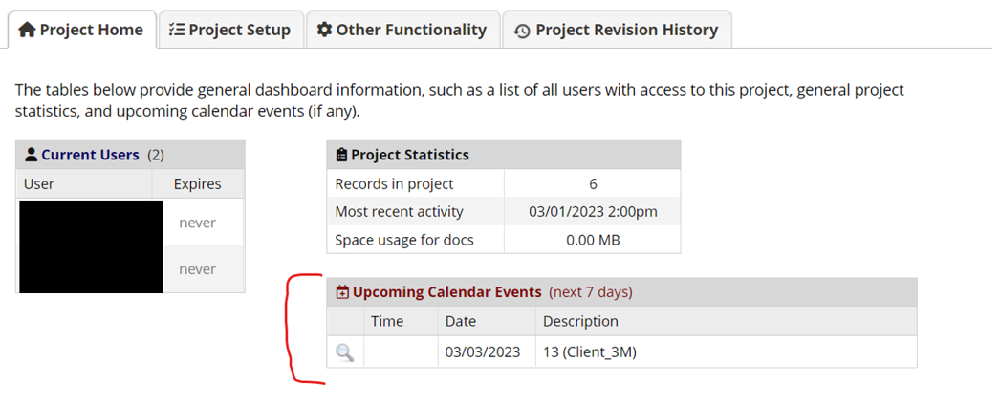 Project Home
Project Setup
Other Functionality
Project Revision History
The tables below provide general dashboard information, such as a list of all users with access to this project, general project
statistics, and upcoming calendar events (if any).
Current Users (2)
User Expires
never
never
Project Statistics
Records in project 6
Most recent activity 03/01/2023 2:00pm
Space usage for docs 0.00 MB
Upcoming Calendar Events (next 7 days)
Time Date Description
03/03/2023 13 (Client_3M)